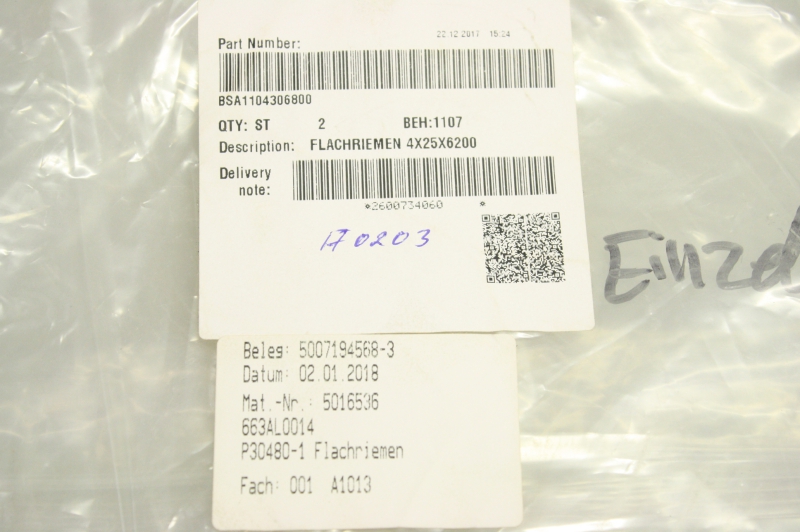 22.12.2017 15:24
Part Number:
BSA1104306800
QTY: ST 2 BEH:1107
Description: FLACHRIEMEN 4X25X6200
Delivery note:
*2600734060 *
170203
Beleg: 5007194568-3
Datum: 02.01.2018
Mat.-Nr.: 5016536
663AL0014
P30480-1 Flachriemen
Fach: 001 A1013